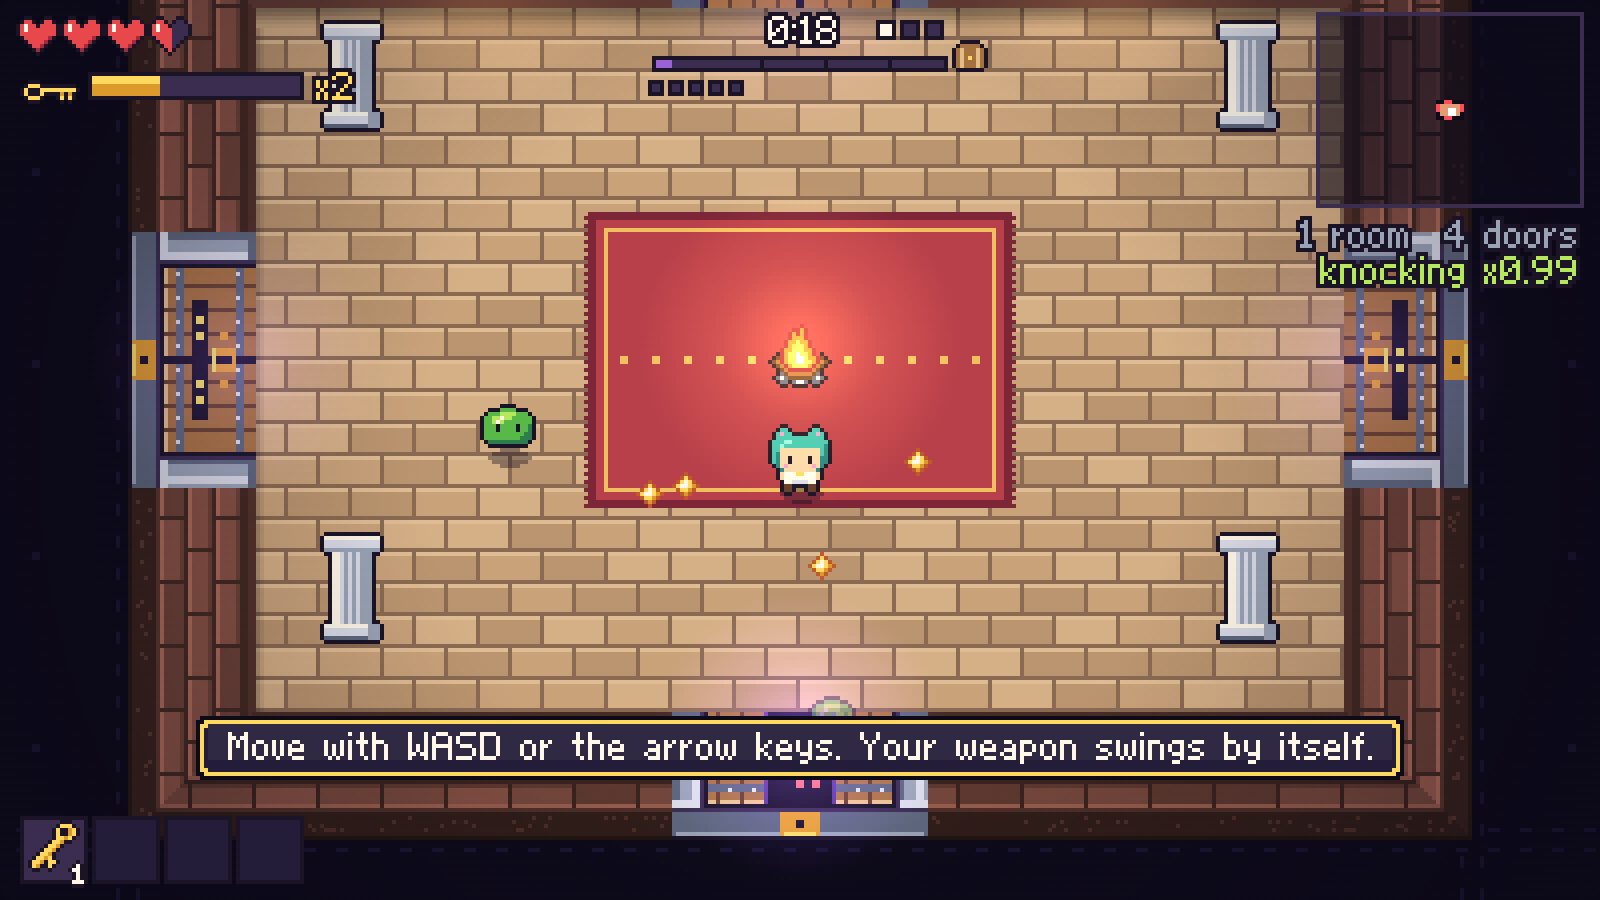 0:18
x2
1 room 4 doors
knocking x0.99
Move with WASD or the arrow keys. Your weapon swings by itself.
1